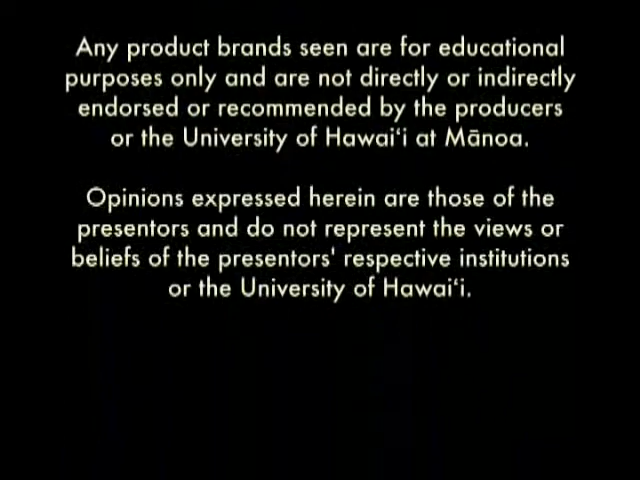 Any product brands seen are for educational
purposes only and are not directly or indirectly
endorsed or recommended by the producers
or the University of Hawaiʻi at Mānoa.
Opinions expressed herein are those of the
presentors and do not represent the views or
beliefs of the presentors' respective institutions
or the University of Hawaiʻi.